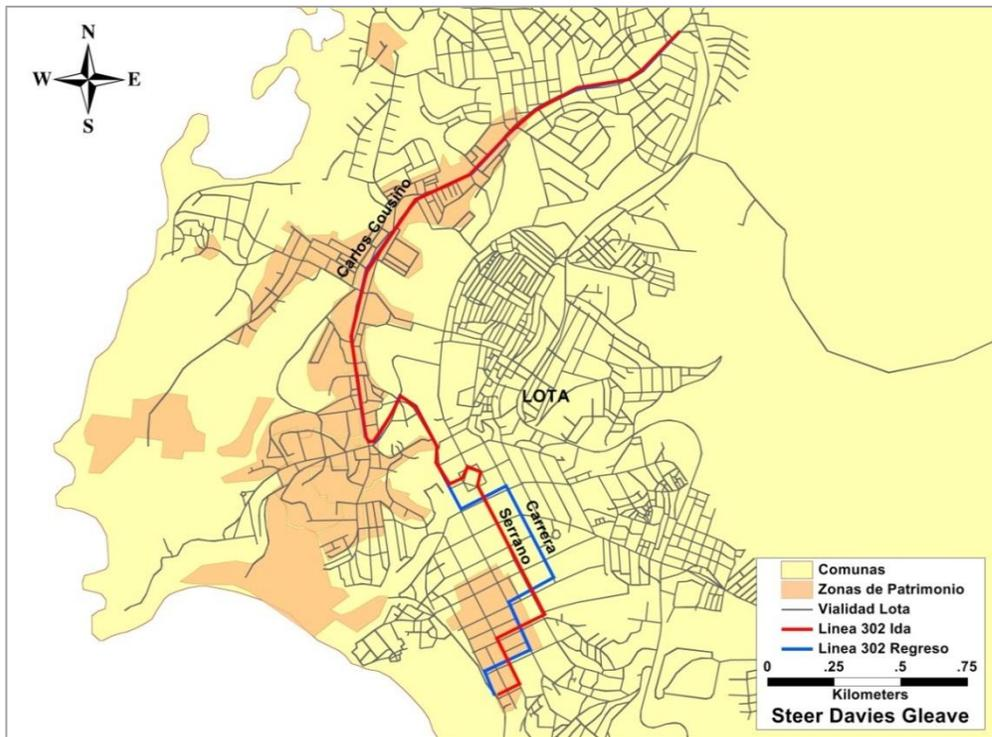 N
W E
S
Carlos Cousiño
LOTA
Carrera
Serrano
Comunas
Zonas de Patrimonio
Vialidad Lota
Linea 302 Ida
Linea 302 Regreso
0 .25 .5 .75
Kilometers
Steer Davies Gleave